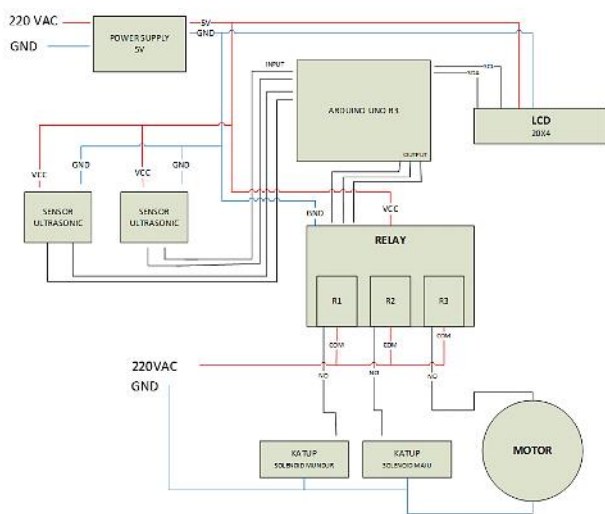 220 VAC
GND
POWER SUPPLY
5V
5V
GND
INPUT
ARDUINO UNO R3
OUTPUT
SDA
LCD
20X4
VCC
GND
VCC
GND
SENSOR
ULTRASONIC
SENSOR
ULTRASONIC
GND
VCC
RELAY
R1
R2
R3
COM
COM
COM
NO
NO
NO
220VAC
GND
KATUP
SOLENOID MUNDUR
KATUP
SOLENOID MAJU
MOTOR